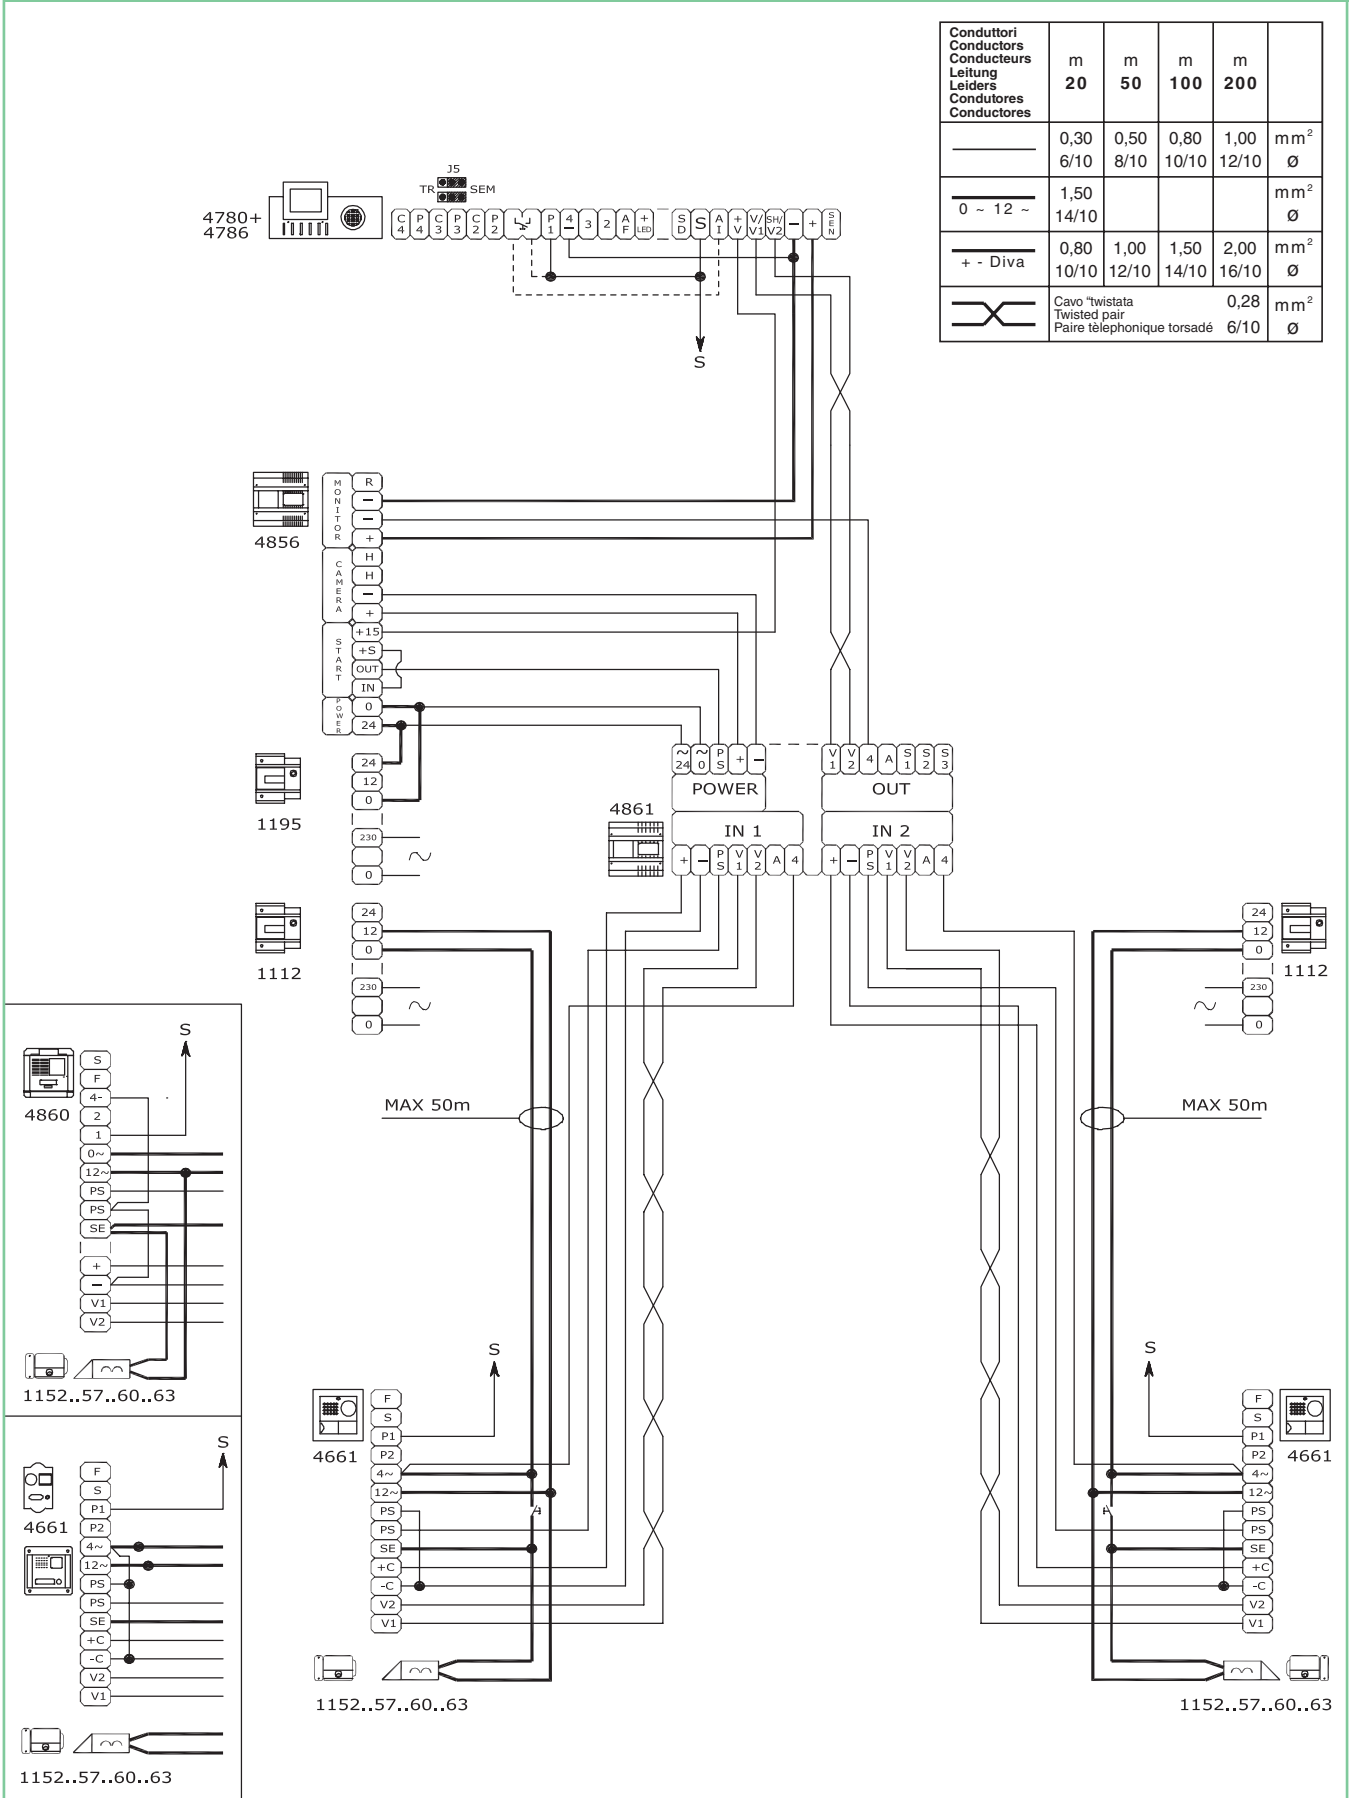 Conduttori
Conductors
Conducteurs
Leitung
Leiders
Condutores
Conductores
m 20
m 50
m 100
m 200
0,30 0,50 0,80 1,00 mm²
6/10 8/10 10/10 12/10 Ø
0 ~ 12 ~
1,50 mm²
14/10 Ø
+ - Diva
0,80 1,00 1,50 2,00 mm²
10/10 12/10 14/10 16/10 Ø
Cavo “twistata 0,28 mm²
Twisted pair
Paire tèlephonique torsadé 6/10 Ø
J5
TR SEM
4780+
4786
C4 P4 C3 P3 C2 P2 P1 4− 3 2 AF +LED SD S AI +V V/V1 SH/V2 − + SEN
S
4856
MONITOR
R
−
−
+
CAMERA
H
H
−
+
START
+15
+S
OUT
IN
POWER
0
24
1195
24
12
0
230
0
~
1112
24
12
0
230
0
~
4861
~24 ~0 PS + −
V1 V2 4 A S1 S2 S3
POWER OUT
IN 1 IN 2
+ − PS V1 V2 A 4
+ − PS V1 V2 A 4
24
12
0
230
0
~
1112
MAX 50m
MAX 50m
S
4860
S
F
4-
2
1
0~
12~
PS
PS
SE
+
−
V1
V2
1152..57..60..63
S
4661
F
S
P1
P2
4~
12~
PS
PS
SE
+C
-C
V2
V1
1152..57..60..63
S
4661
F
S
P1
P2
4~
12~
PS
PS
SE
+C
-C
V2
V1
1152..57..60..63
S
4661
F
S
P1
P2
4~
12~
PS
PS
SE
+C
-C
V2
V1
1152..57..60..63